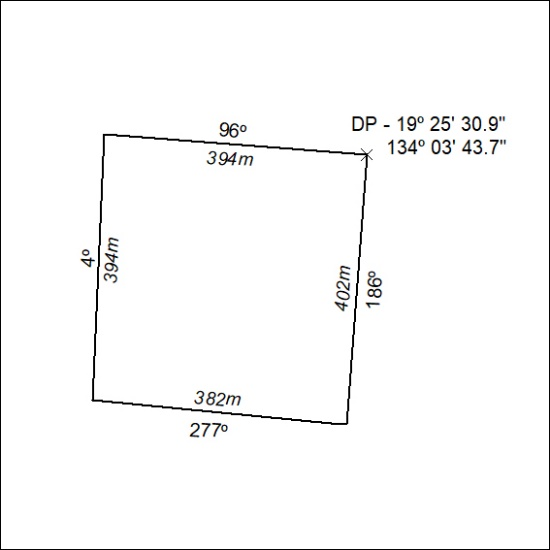 96º
DP - 19º 25' 30.9"
134º 03' 43.7"
394m
4º
394m
402m
186º
382m
277º